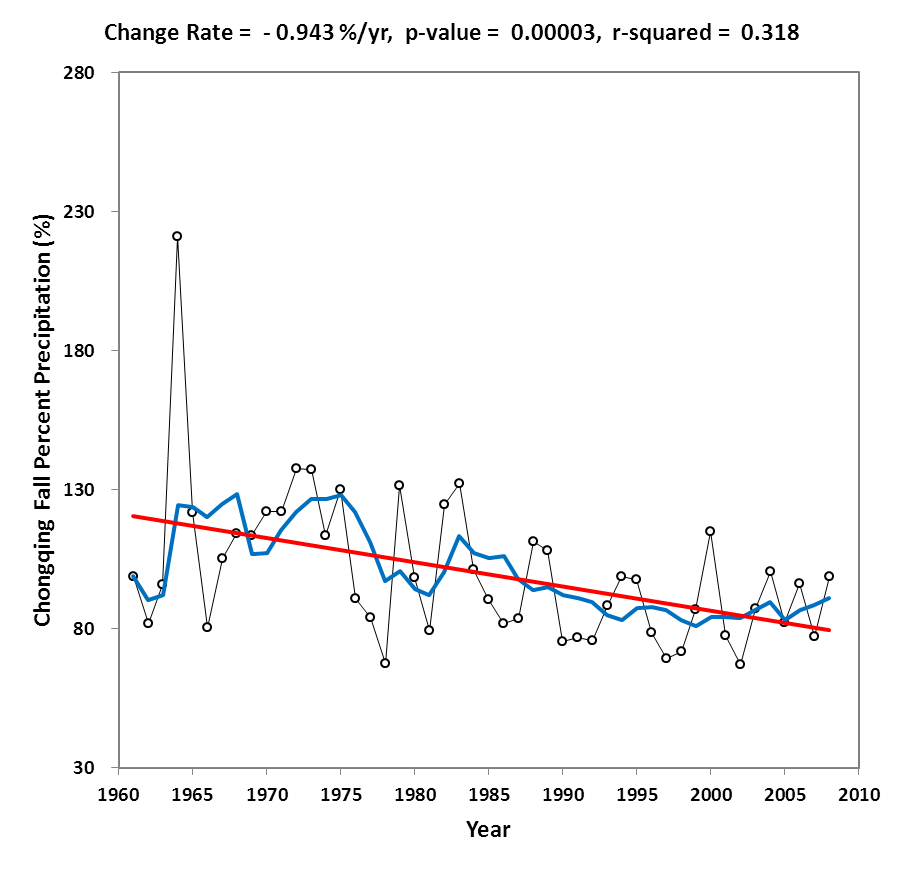 Change Rate = - 0.943 %/yr, p-value = 0.00003, r-squared = 0.318
280
230
180
130
80
30
Chongqing Fall Percent Precipitation (%)
1960 1965 1970 1975 1980 1985 1990 1995 2000 2005 2010
Year